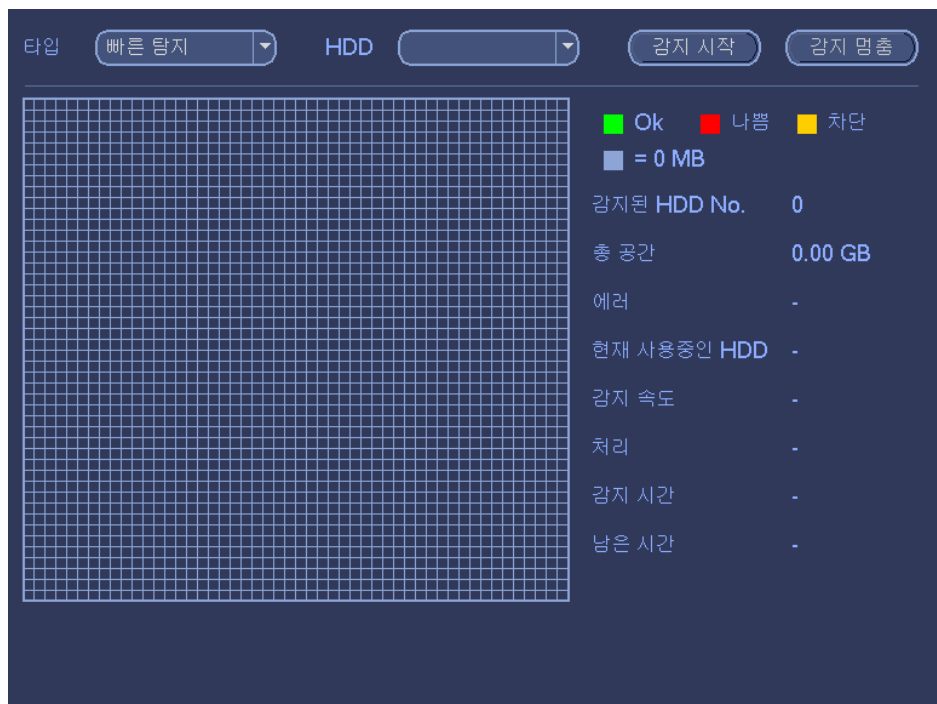 타입 빠른 탐지 HDD 감지 시작 감지 멈춤
Ok 나쁨 차단
= 0 MB
감지된 HDD No. 0
총 공간 0.00 GB
에러 -
현재 사용중인 HDD -
감지 속도 -
처리 -
감지 시간 -
남은 시간 -